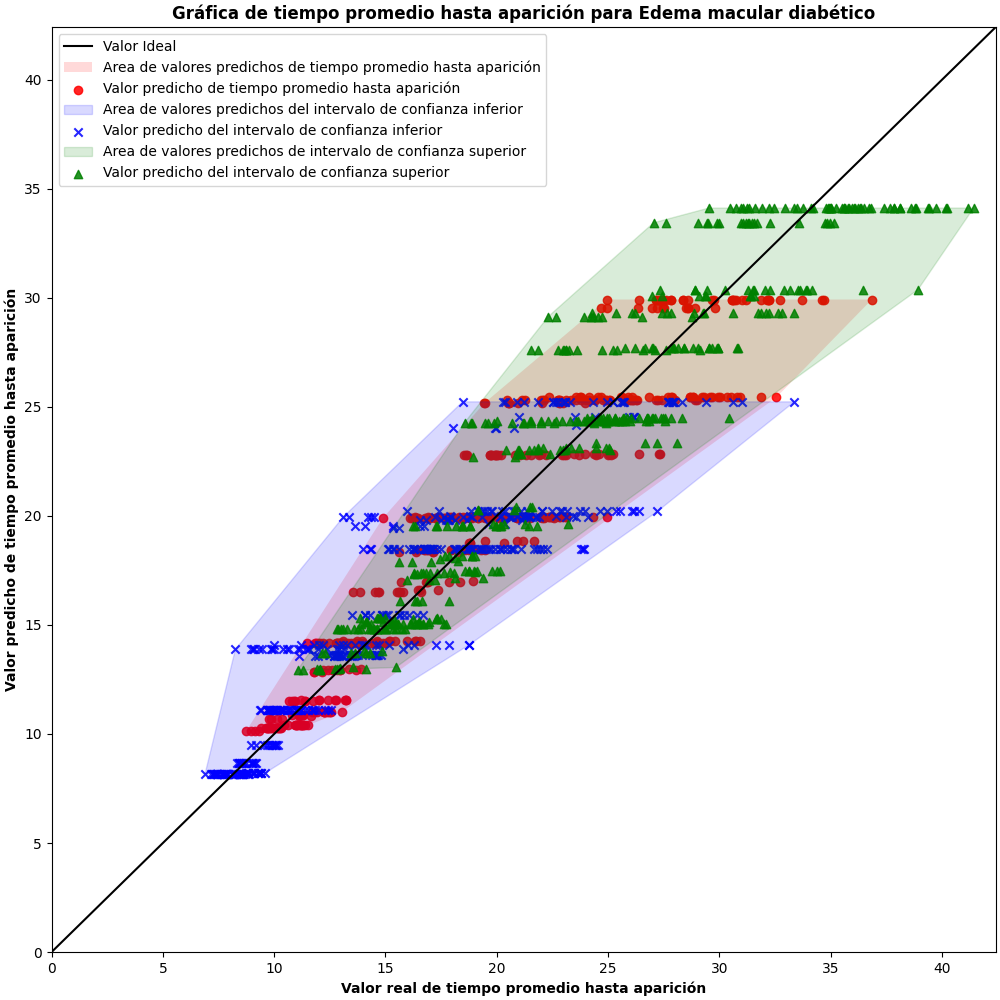 Gráfica de tiempo promedio hasta aparición para Edema macular diabético
Valor Ideal
Area de valores predichos de tiempo promedio hasta aparición
Valor predicho de tiempo promedio hasta aparición
Area de valores predichos del intervalo de confianza inferior
Valor predicho del intervalo de confianza inferior
Area de valores predichos de intervalo de confianza superior
Valor predicho del intervalo de confianza superior
Valor predicho de tiempo promedio hasta aparición
40
35
30
25
20
15
10
5
0
0 5 10 15 20 25 30 35 40
Valor real de tiempo promedio hasta aparición